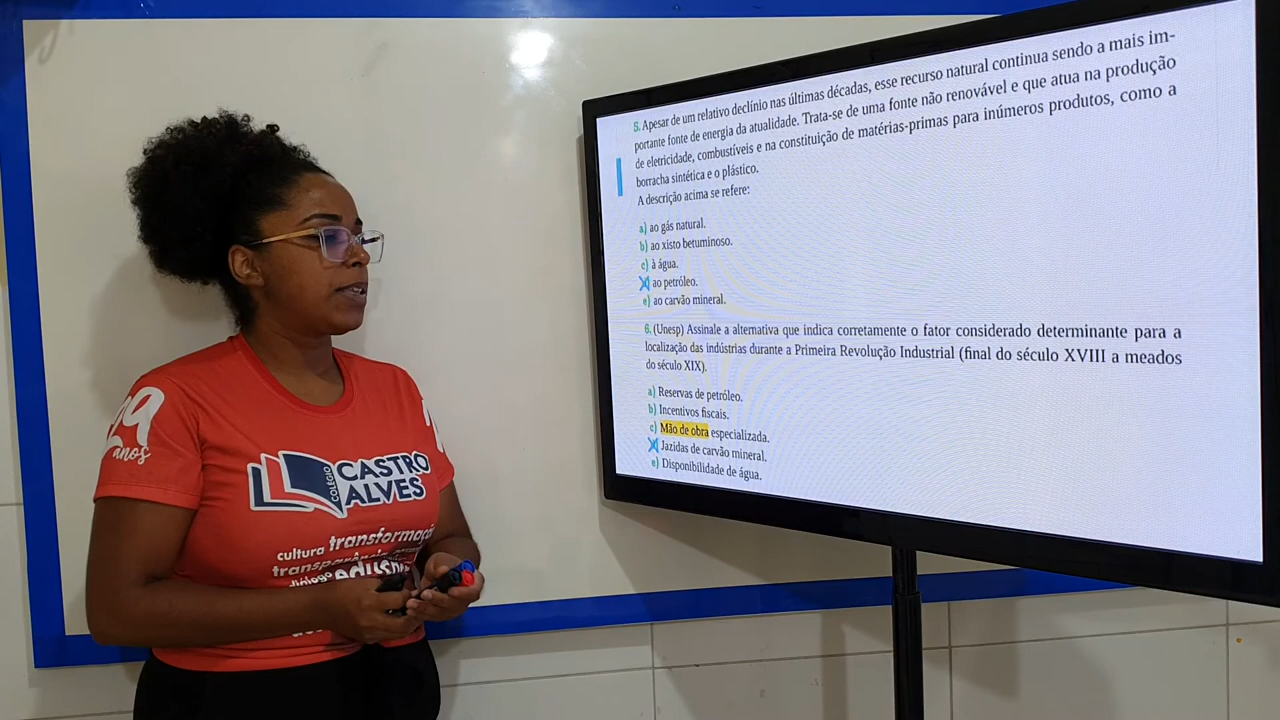 5. Apesar de um relativo declínio nas últimas décadas, esse recurso natural continua sendo a mais im-
portante fonte de energia da atualidade. Trata-se de uma fonte não renovável e que atua na produção
de eletricidade, combustíveis e na constituição de matérias-primas para inúmeros produtos, como a
borracha sintética e o plástico.
A descrição acima se refere:
a) ao gás natural.
b) ao xisto betuminoso.
c) à água.
ao petróleo.
e) ao carvão mineral.
6. (Unesp) Assinale a alternativa que indica corretamente o fator considerado determinante para a
localização das indústrias durante a Primeira Revolução Industrial (final do século XVIII a meados
do século XIX).
a) Reservas de petróleo.
b) Incentivos fiscais.
c) Mão de obra especializada.
Jazidas de carvão mineral.
e) Disponibilidade de água.
29
anos
COLÉGIO
CASTRO
ALVES
cultura transformaç